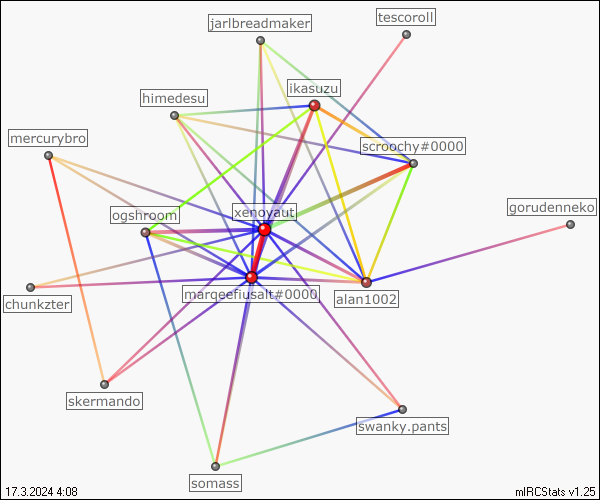 tescoroll
jarlbreadmaker
ikasuzu
himedesu
mercurybro
scroochy#0000
xenoyaut
ogshroom
gorudenneko
marqeefiusalt#0000
alan1002
chunkzter
skermando
swanky.pants
somass
17.3.2024 4:08
mIRCStats v1.25